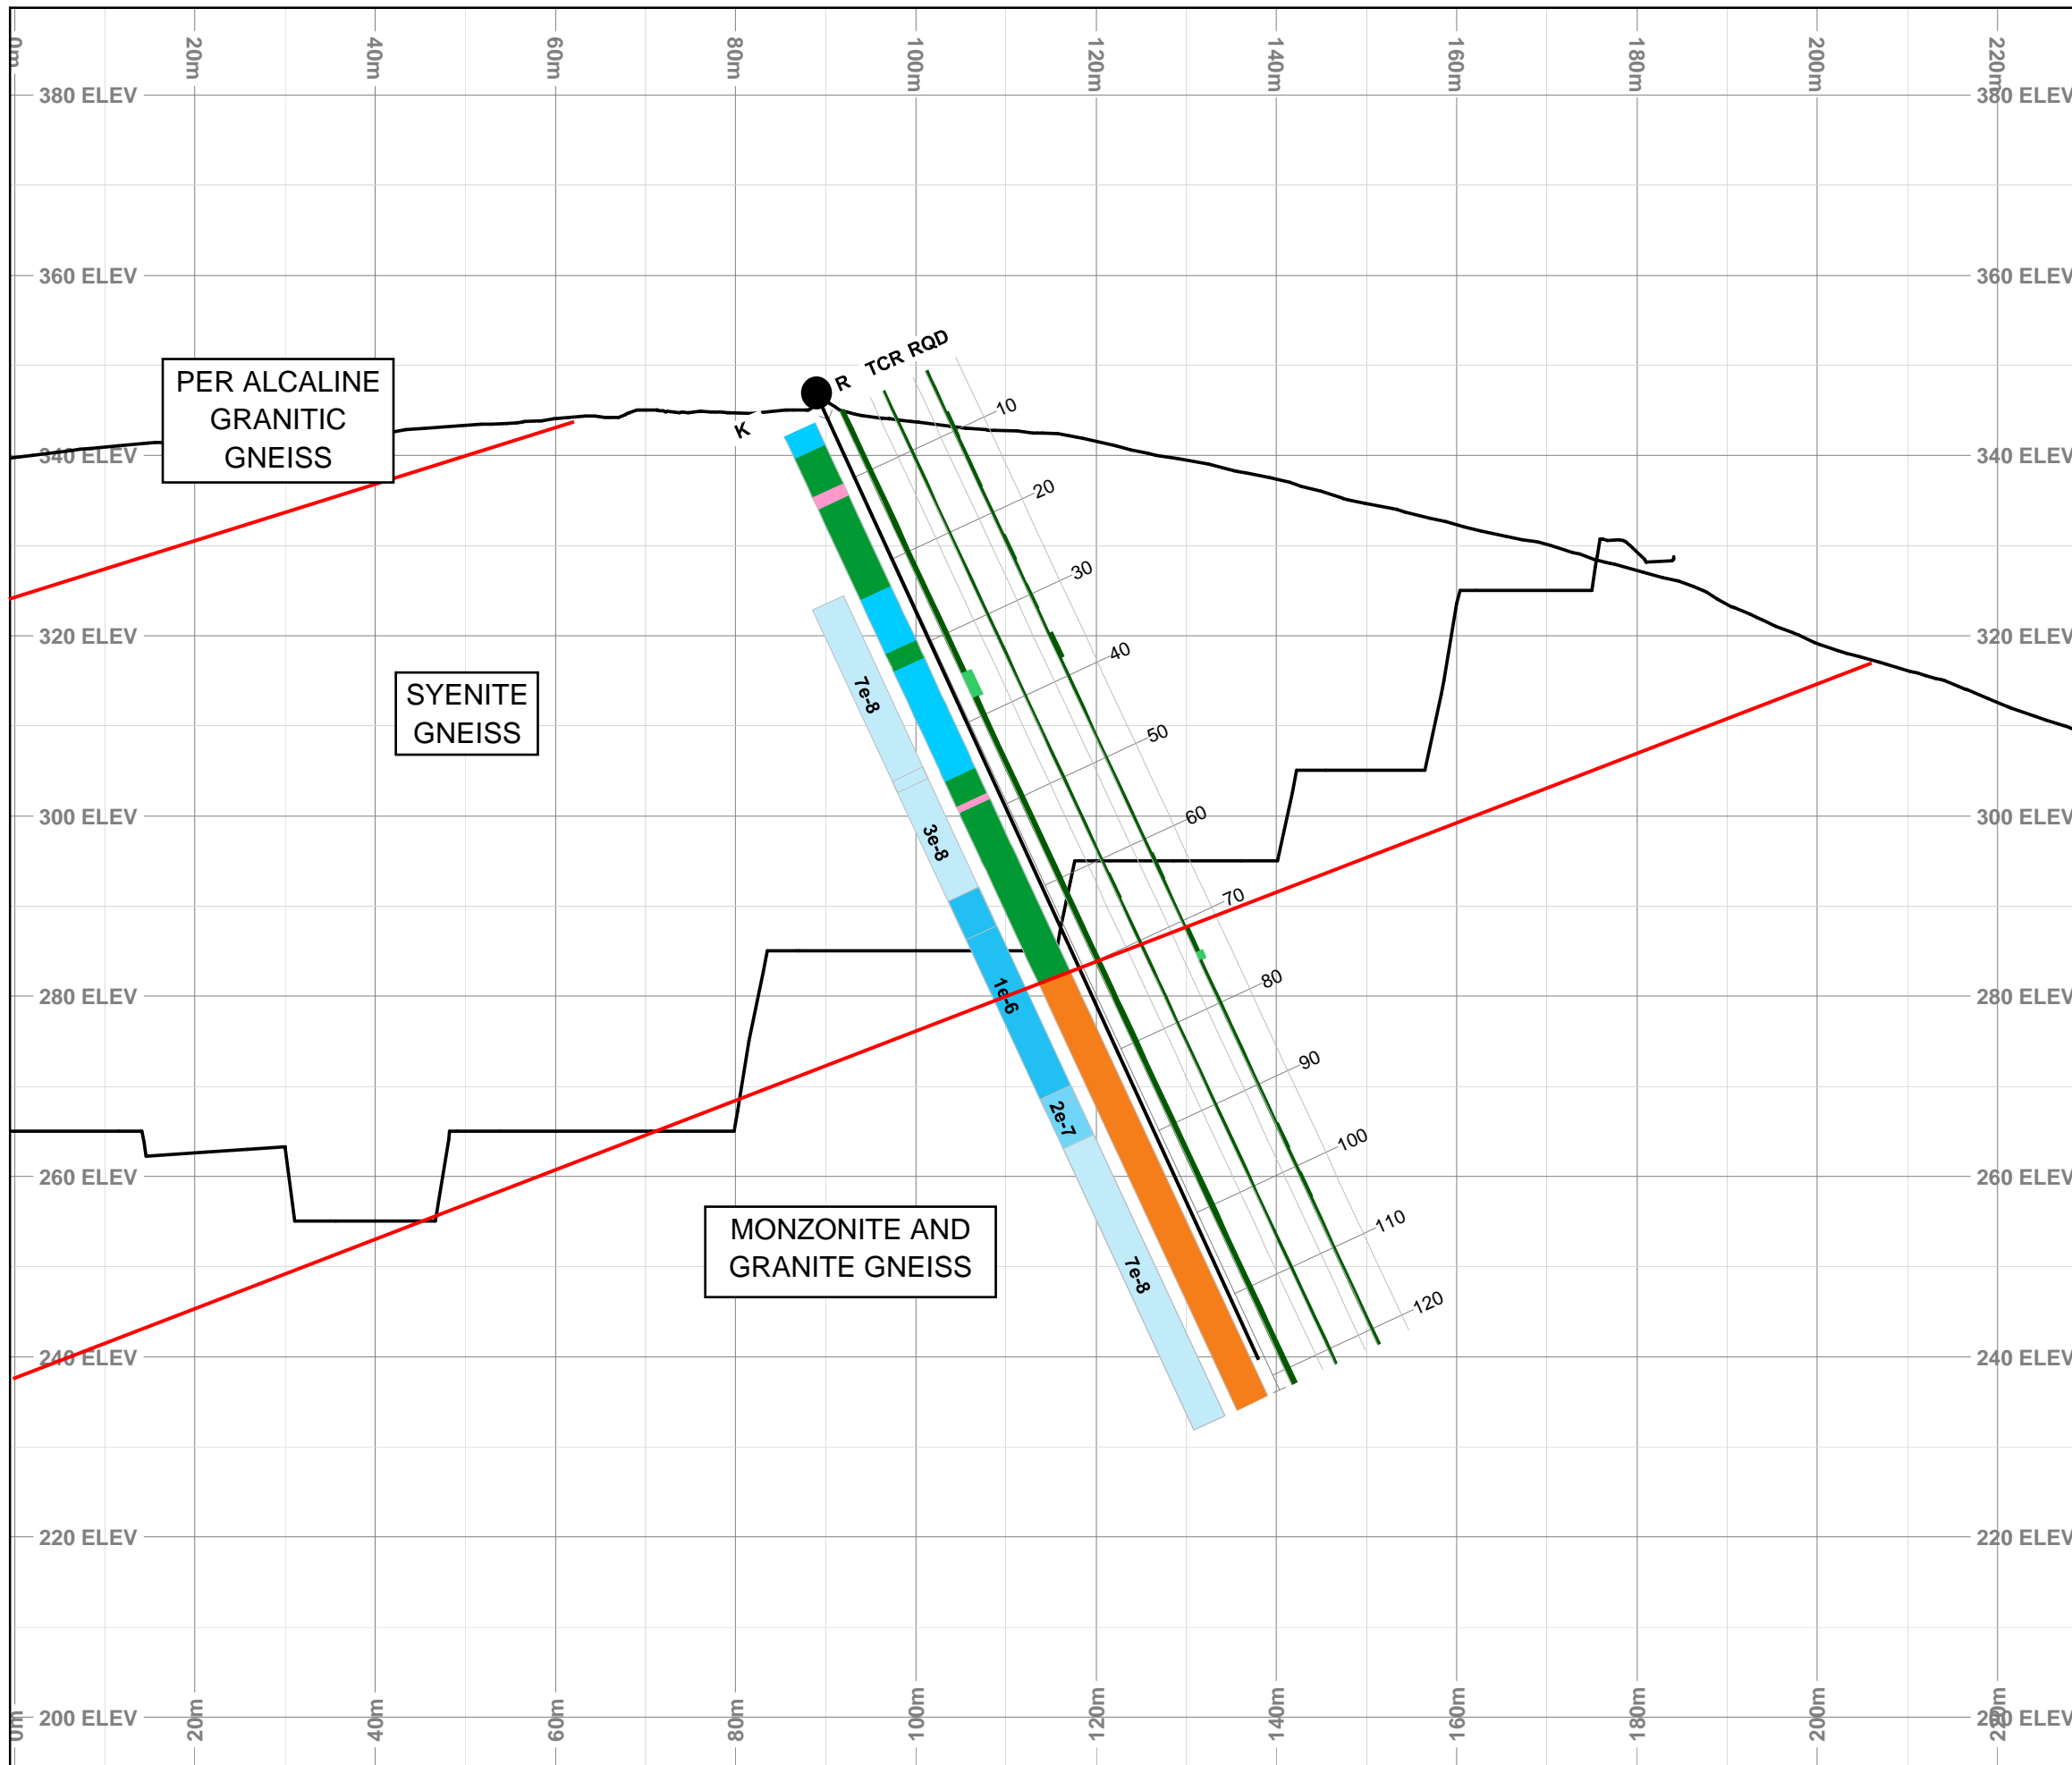 0m 20m 40m 60m 80m 100m 120m 140m 160m 180m 200m 220m
380 ELEV 380 ELEV
360 ELEV 360 ELEV
R TCR RQD
K
PER ALCALINE
GRANITIC
GNEISS
10
340 ELEV 340 ELEV
20
30
320 ELEV 320 ELEV
40
SYENITE
GNEISS
7e-8
50
300 ELEV 300 ELEV
60
3e-8
70
280 ELEV 280 ELEV
80
1e-6
90
2e-7
100
260 ELEV 260 ELEV
110
MONZONITE AND
GRANITE GNEISS
7e-8
120
240 ELEV 240 ELEV
220 ELEV 220 ELEV
200 ELEV 200 ELEV
0m 20m 40m 60m 80m 100m 120m 140m 160m 180m 200m 220m